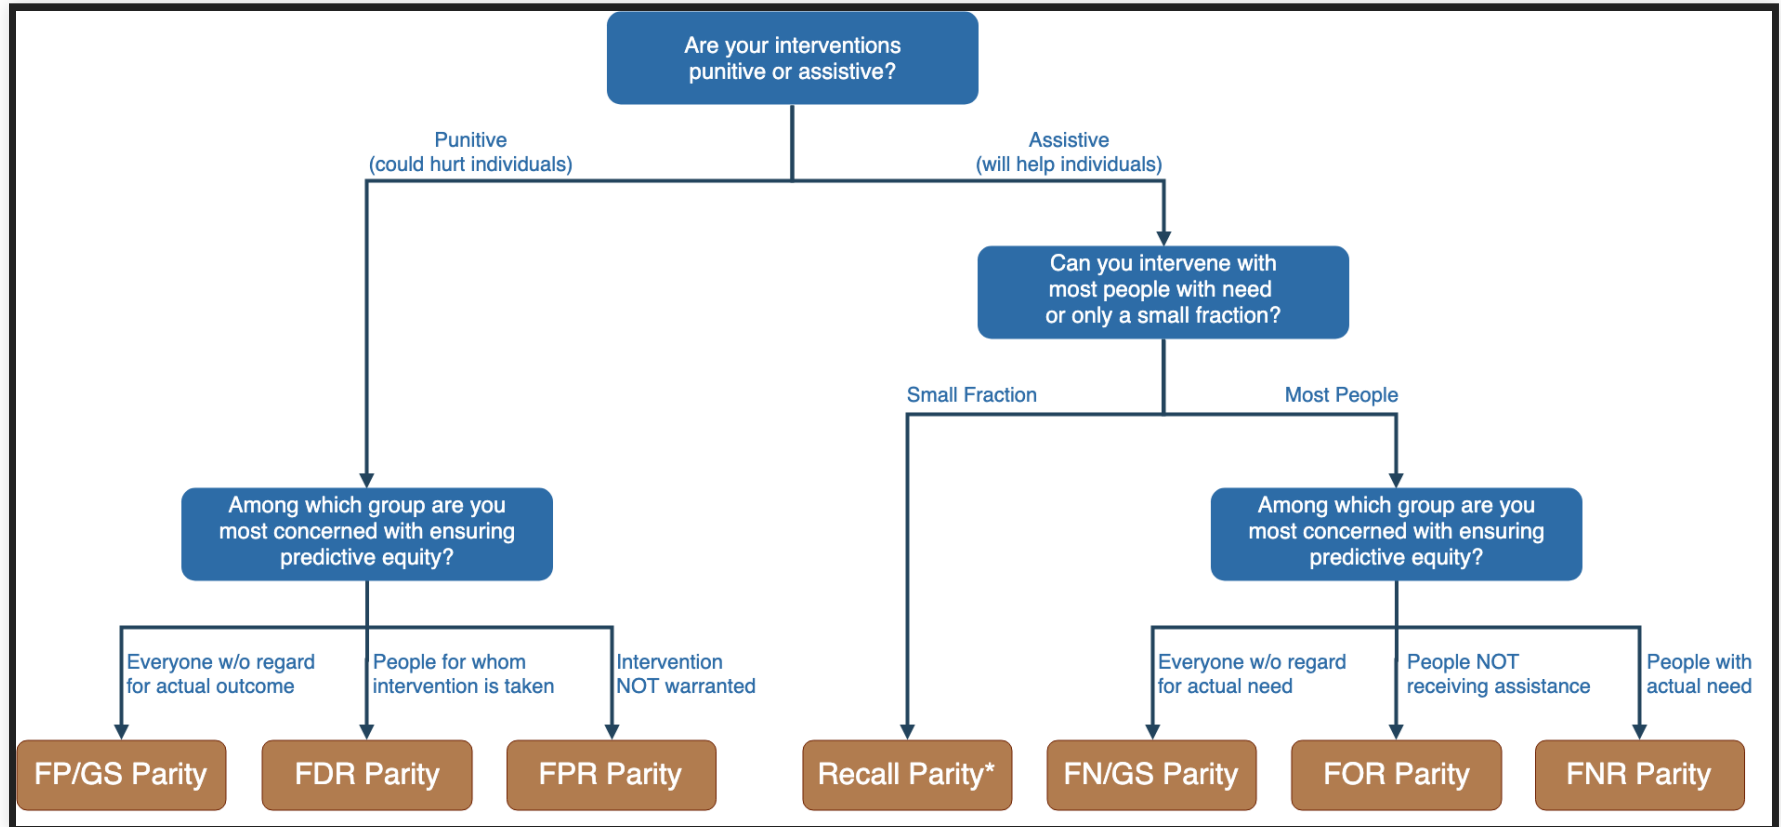 Are your interventions
punitive or assistive?
Punitive
(could hurt individuals)
Assistive
(will help individuals)
Can you intervene with
most people with need
or only a small fraction?
Small Fraction
Most People
Among which group are you
most concerned with ensuring
predictive equity?
Among which group are you
most concerned with ensuring
predictive equity?
Everyone w/o regard
for actual outcome
People for whom
intervention is taken
Intervention
NOT warranted
Everyone w/o regard
for actual need
People NOT
receiving assistance
People with
actual need
FP/GS Parity
FDR Parity
FPR Parity
Recall Parity*
FN/GS Parity
FOR Parity
FNR Parity